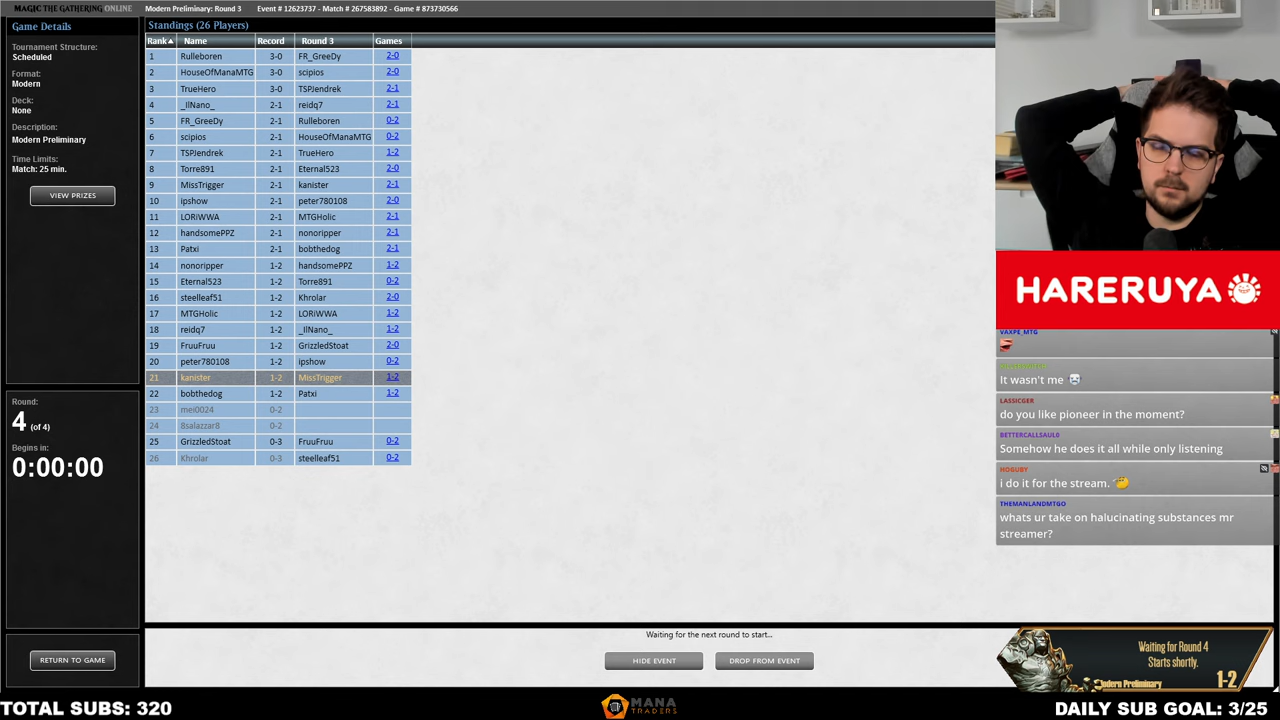 MAGIC THE GATHERING ONLINE
Modern Preliminary: Round 3 Event # 12623737 - Match # 267583892 - Game # 873730566
Game Details
Tournament Structure:
Scheduled
Format:
Modern
Deck:
None
Description:
Modern Preliminary
Time Limits:
Match: 25 min.
VIEW PRIZES
Round:
4 (of 4)
Begins in:
0:00:00
RETURN TO GAME
Standings (26 Players)
Rank Name Record Round 3 Games
1 Rulleboren 3-0 FR_GreeDy 2-0
2 HouseOfManaMTG 3-0 scipios 2-0
3 TrueHero 3-0 TSPJendrek 2-1
4 _IlNano_ 2-1 reidq7 2-1
5 FR_GreeDy 2-1 Rulleboren 0-2
6 scipios 2-1 HouseOfManaMTG 0-2
7 TSPJendrek 2-1 TrueHero 1-2
8 Torre891 2-1 Eternal523 2-0
9 MissTrigger 2-1 kanister 2-1
10 ipshow 2-1 peter780108 2-0
11 LORiWWA 2-1 MTGHolic 2-1
12 handsomePPZ 2-1 nonoripper 2-1
13 Patxi 2-1 bobthedog 2-1
14 nonoripper 1-2 handsomePPZ 1-2
15 Eternal523 1-2 Torre891 0-2
16 steelleaf51 1-2 Khrolar 2-0
17 MTGHolic 1-2 LORiWWA 1-2
18 reidq7 1-2 _IlNano_ 1-2
19 FruuFruu 1-2 GrizzledStoat 2-0
20 peter780108 1-2 ipshow 0-2
21 kanister 1-2 MissTrigger 1-2
22 bobthedog 1-2 Patxi 1-2
23 mei0024 0-2
24 8salazzar8 0-2
25 GrizzledStoat 0-3 FruuFruu 0-2
26 Khrolar 0-3 steelleaf51 0-2
Waiting for the next round to start...
HIDE EVENT
DROP FROM EVENT
HARERUYA
VAXPE_MTG
It wasn't me
LASSICGER
do you like pioneer in the moment?
BETTERCALLSAUL0
Somehow he does it all while only listening
HOGUBY
i do it for the stream.
THEMANLANDMTGO
whats ur take on halucinating substances mr
streamer?
Waiting for Round 4
Starts shortly.
Modern Preliminary
1-2
TOTAL SUBS: 320
MANA
TRADERS
DAILY SUB GOAL: 3/25